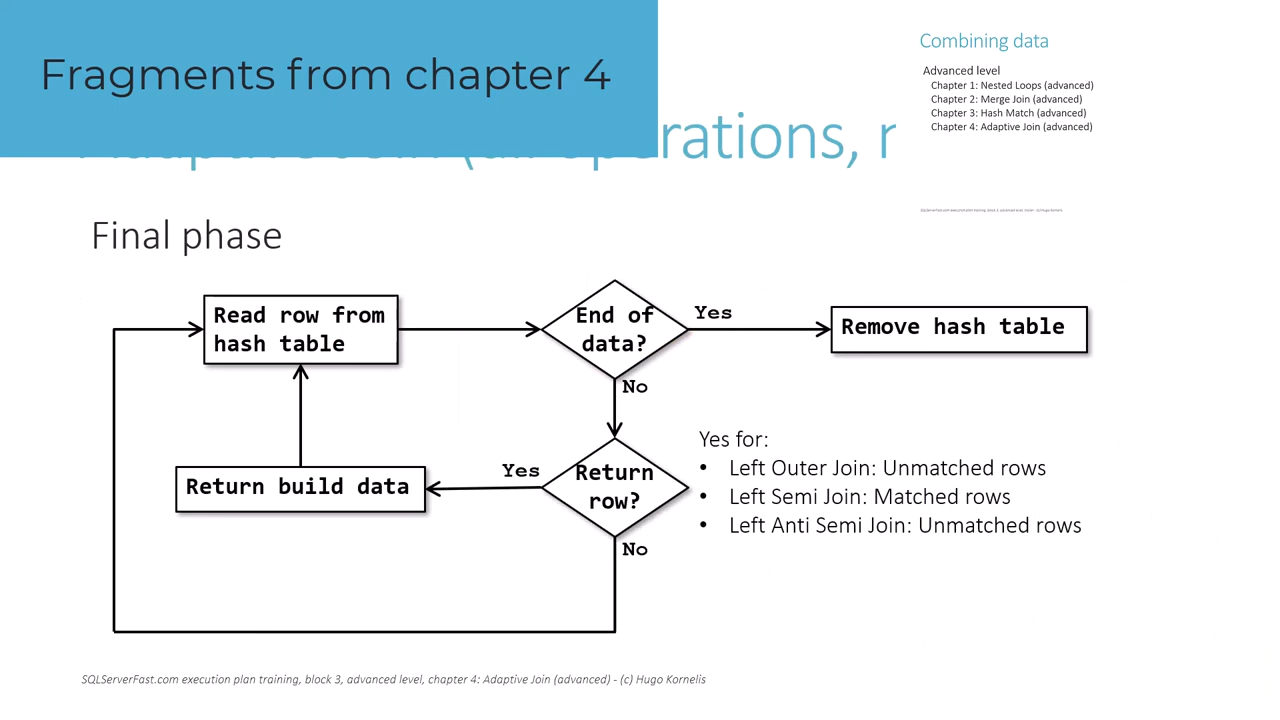 Fragments from chapter 4
Combining data
Advanced level
Chapter 1: Nested Loops (advanced)
Chapter 2: Merge Join (advanced)
Chapter 3: Hash Match (advanced)
Chapter 4: Adaptive Join (advanced)
Final phase
Read row from
hash table
End of
data?
Yes
Remove hash table
No
Return build data
Yes
Return
row?
No
Yes for:
• Left Outer Join: Unmatched rows
• Left Semi Join: Matched rows
• Left Anti Semi Join: Unmatched rows
SQLServerFast.com execution plan training, block 3, advanced level, chapter 4: Adaptive Join (advanced) - (c) Hugo Kornelis